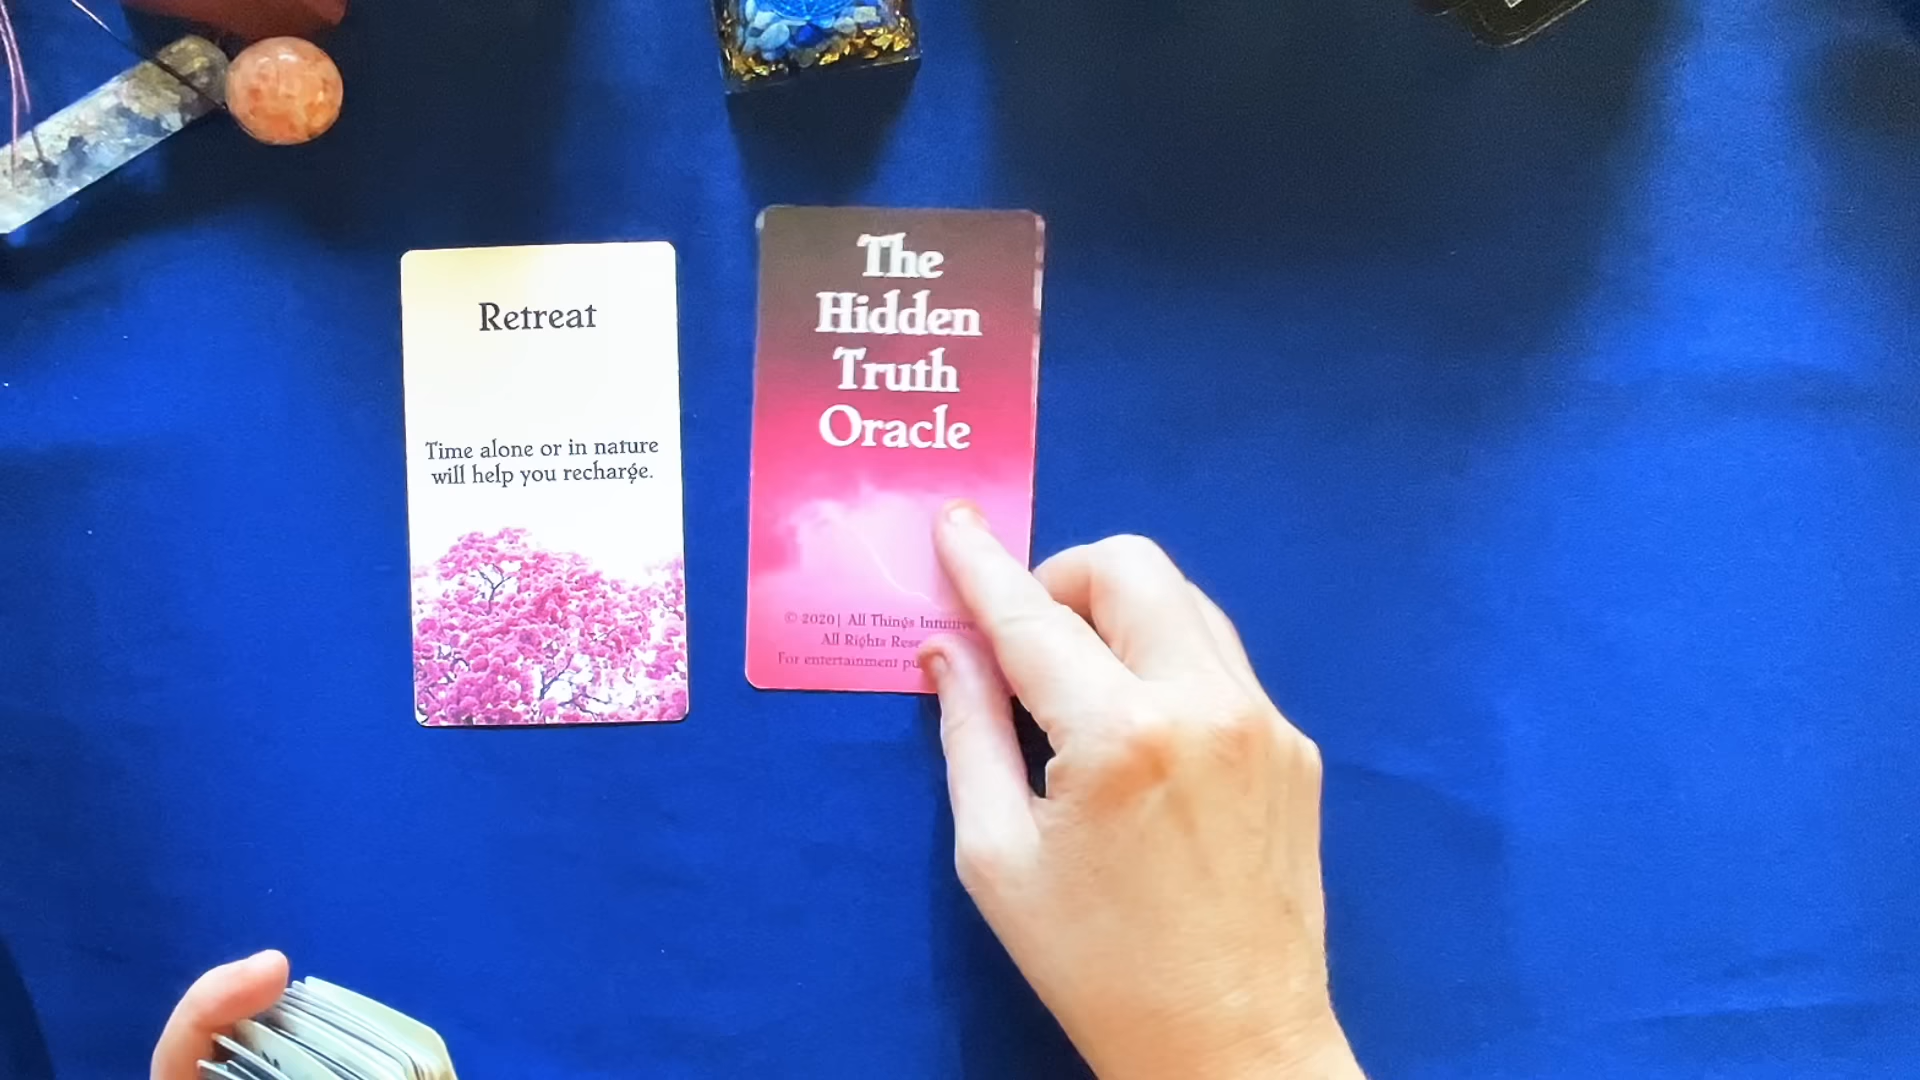 Retreat
Time alone or in nature
will help you recharge.
The
Hidden
Truth
Oracle
© 2020| All Things Intuitive
All Rights
For entertainment